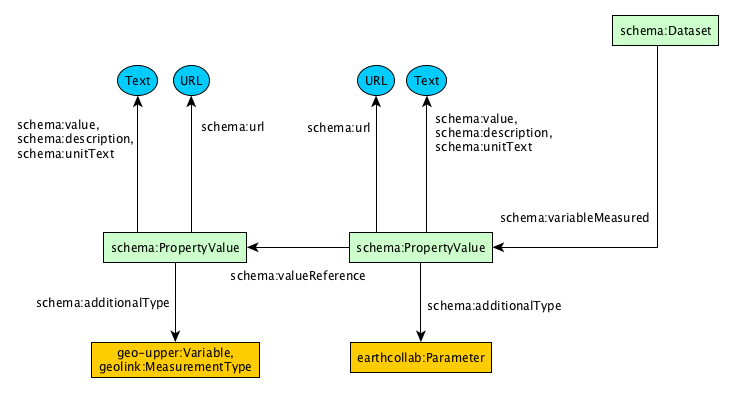 schema:Dataset
Text
URL
URL
Text
schema:value,
schema:description,
schema:unitText
schema:url
schema:url
schema:value,
schema:description,
schema:unitText
schema:variableMeasured
schema:PropertyValue
schema:PropertyValue
schema:valueReference
schema:additionalType
schema:additionalType
geo-upper:Variable,
geolink:MeasurementType
earthcollab:Parameter